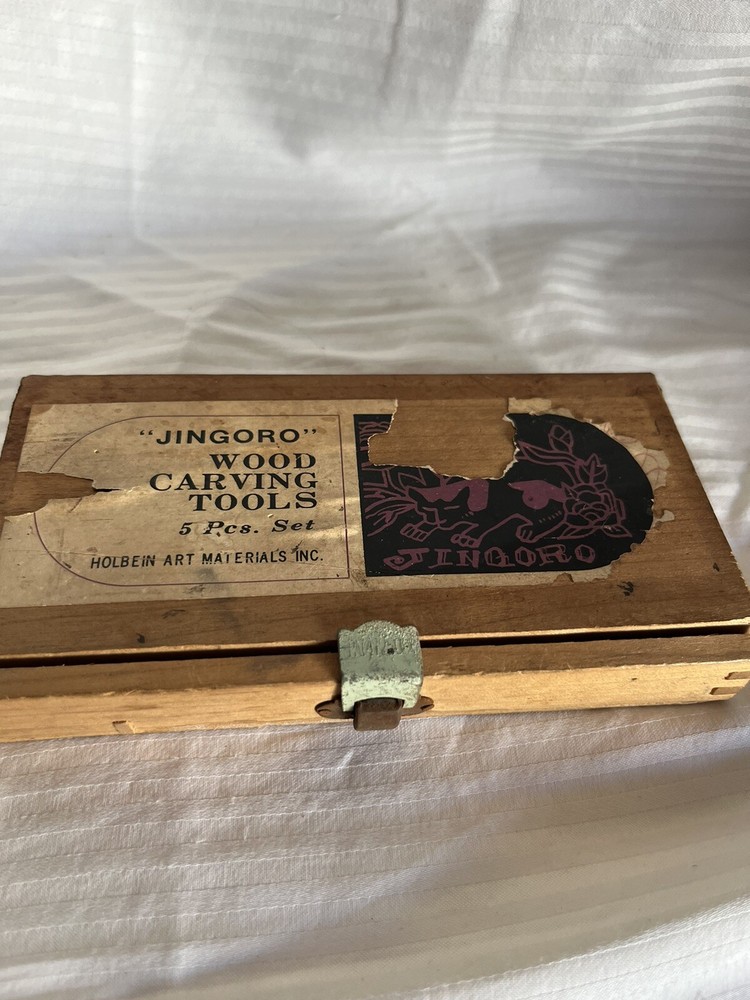 "JINGORO"
WOOD
CARVING
TOOLS
5 Pcs. Set
HOLBEIN ART MATERIALS INC.
JINGORO